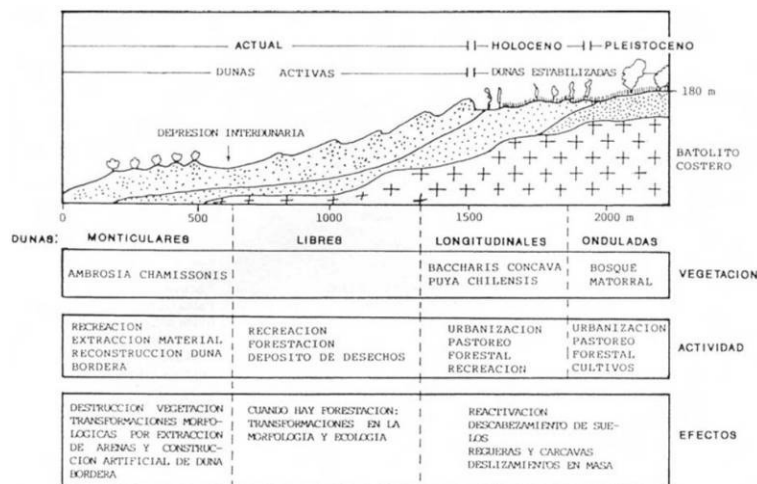 ACTUAL HOLOCENO PLEISTOCENO
DUNAS ACTIVAS DUNAS ESTABILIZADAS
180 m
DEPRESION INTERDUNARIA
BATOLITO
COSTERO
0 500 1000 1500 2000 m
DUNAS: MONTICULARES LIBRES LONGITUDINALES ONDULADAS
AMBROSIA CHAMISSONIS
BACCHARIS CONCAVA
PUYA CHILENSIS
BOSQUE
MATORRAL
VEGETACION
RECREACION
EXTRACCION MATERIAL
RECONSTRUCCION DUNA
BORDERA
RECREACION
FORESTACION
DEPOSITO DE DESECHOS
URBANIZACION
PASTOREO
FORESTAL
RECREACION
URBANIZACION
PASTOREO
FORESTAL
CULTIVOS
ACTIVIDAD
DESTRUCCION VEGETACION
TRANSFORMACIONES MORFO-
LOGICAS POR EXTRACCION
DE ARENAS Y CONSTRUC-
CION ARTIFICIAL DE DUNA
BORDERA
CUANDO HAY FORESTACION:
TRANSFORMACIONES EN LA
MORFOLOGIA Y ECOLOGIA
REACTIVACION
DESCABEZAMIENTO DE SUE-
LOS
REGUERAS Y CARCAVAS
DESLIZAMIENTOS EN MASA
EFECTOS